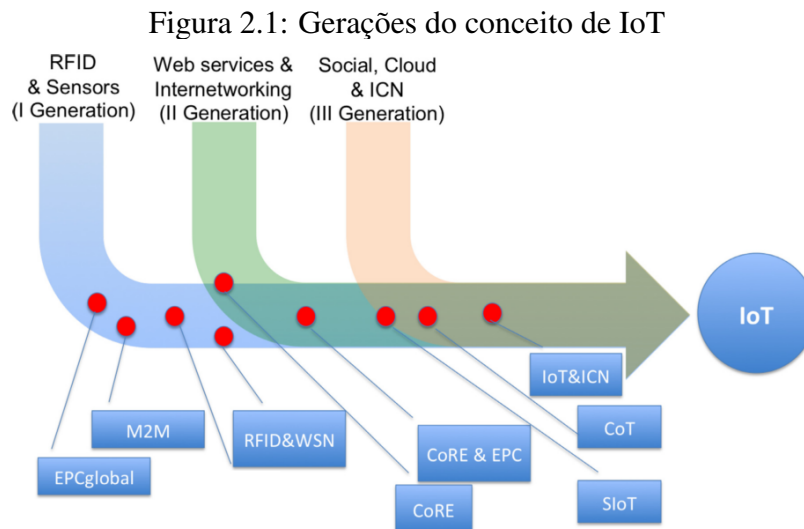 Figura 2.1: Gerações do conceito de IoT
RFID
& Sensors
(I Generation)
Web services &
Internetworking
(II Generation)
Social, Cloud
& ICN
(III Generation)
IoT
IoT&ICN
M2M
RFID&WSN
CoRE & EPC
CoT
EPCglobal
CoRE
SIoT